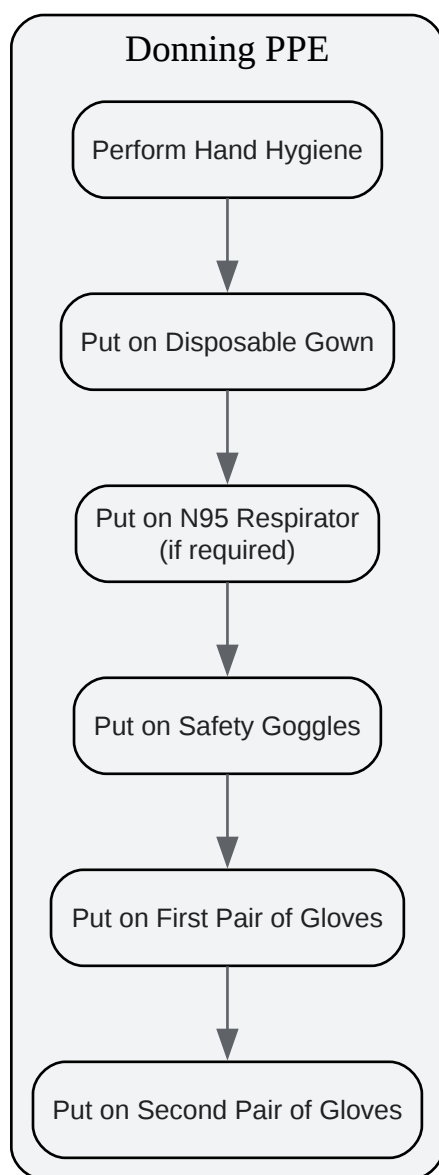 Donning PPE
Perform Hand Hygiene
Put on Disposable Gown
Put on N95 Respirator
(if required)
Put on Safety Goggles
Put on First Pair of Gloves
Put on Second Pair of Gloves